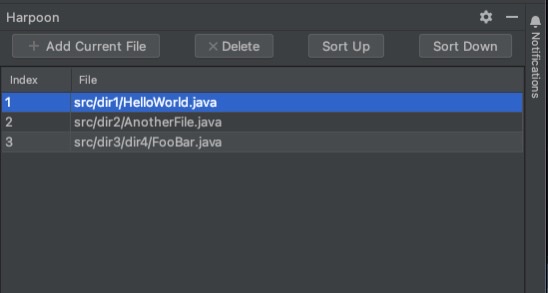 Harpoon
+ Add Current File
× Delete
Sort Up
Sort Down
Index File
1 src/dir1/HelloWorld.java
2 src/dir2/AnotherFile.java
3 src/dir3/dir4/FooBar.java
Notifications